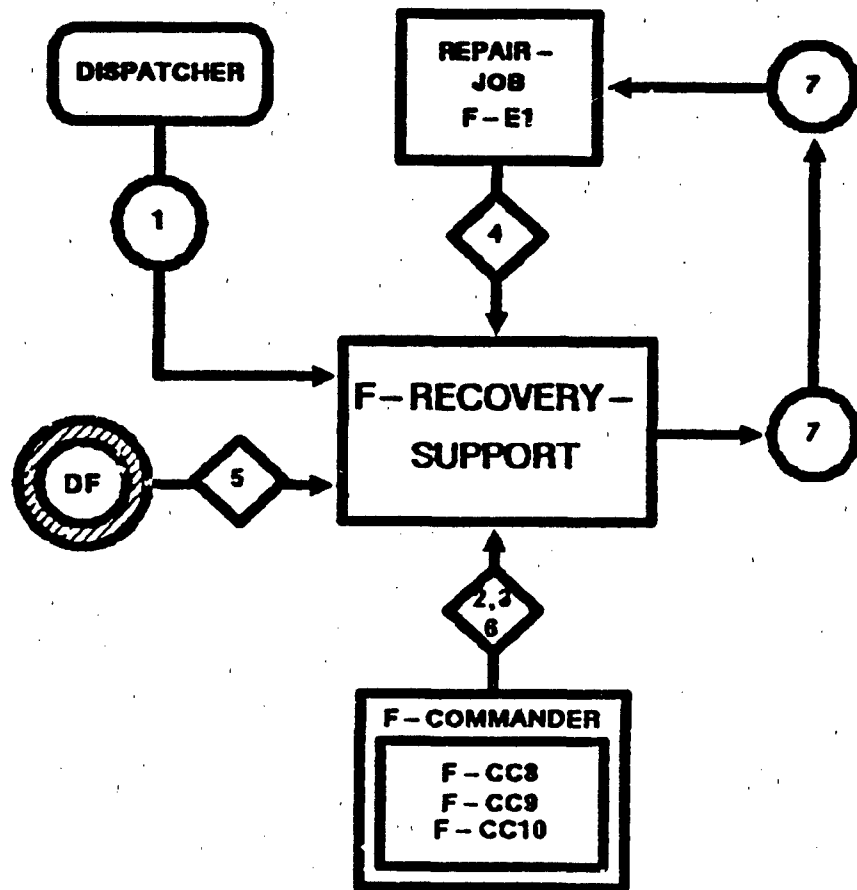 DISPATCHER
REPAIR-
JOB
F-E1
7
1
4
F-RECOVERY-
SUPPORT
7
DF
5
2,3
6
F-COMMANDER
F-CC8
F-CC9
F-CC10